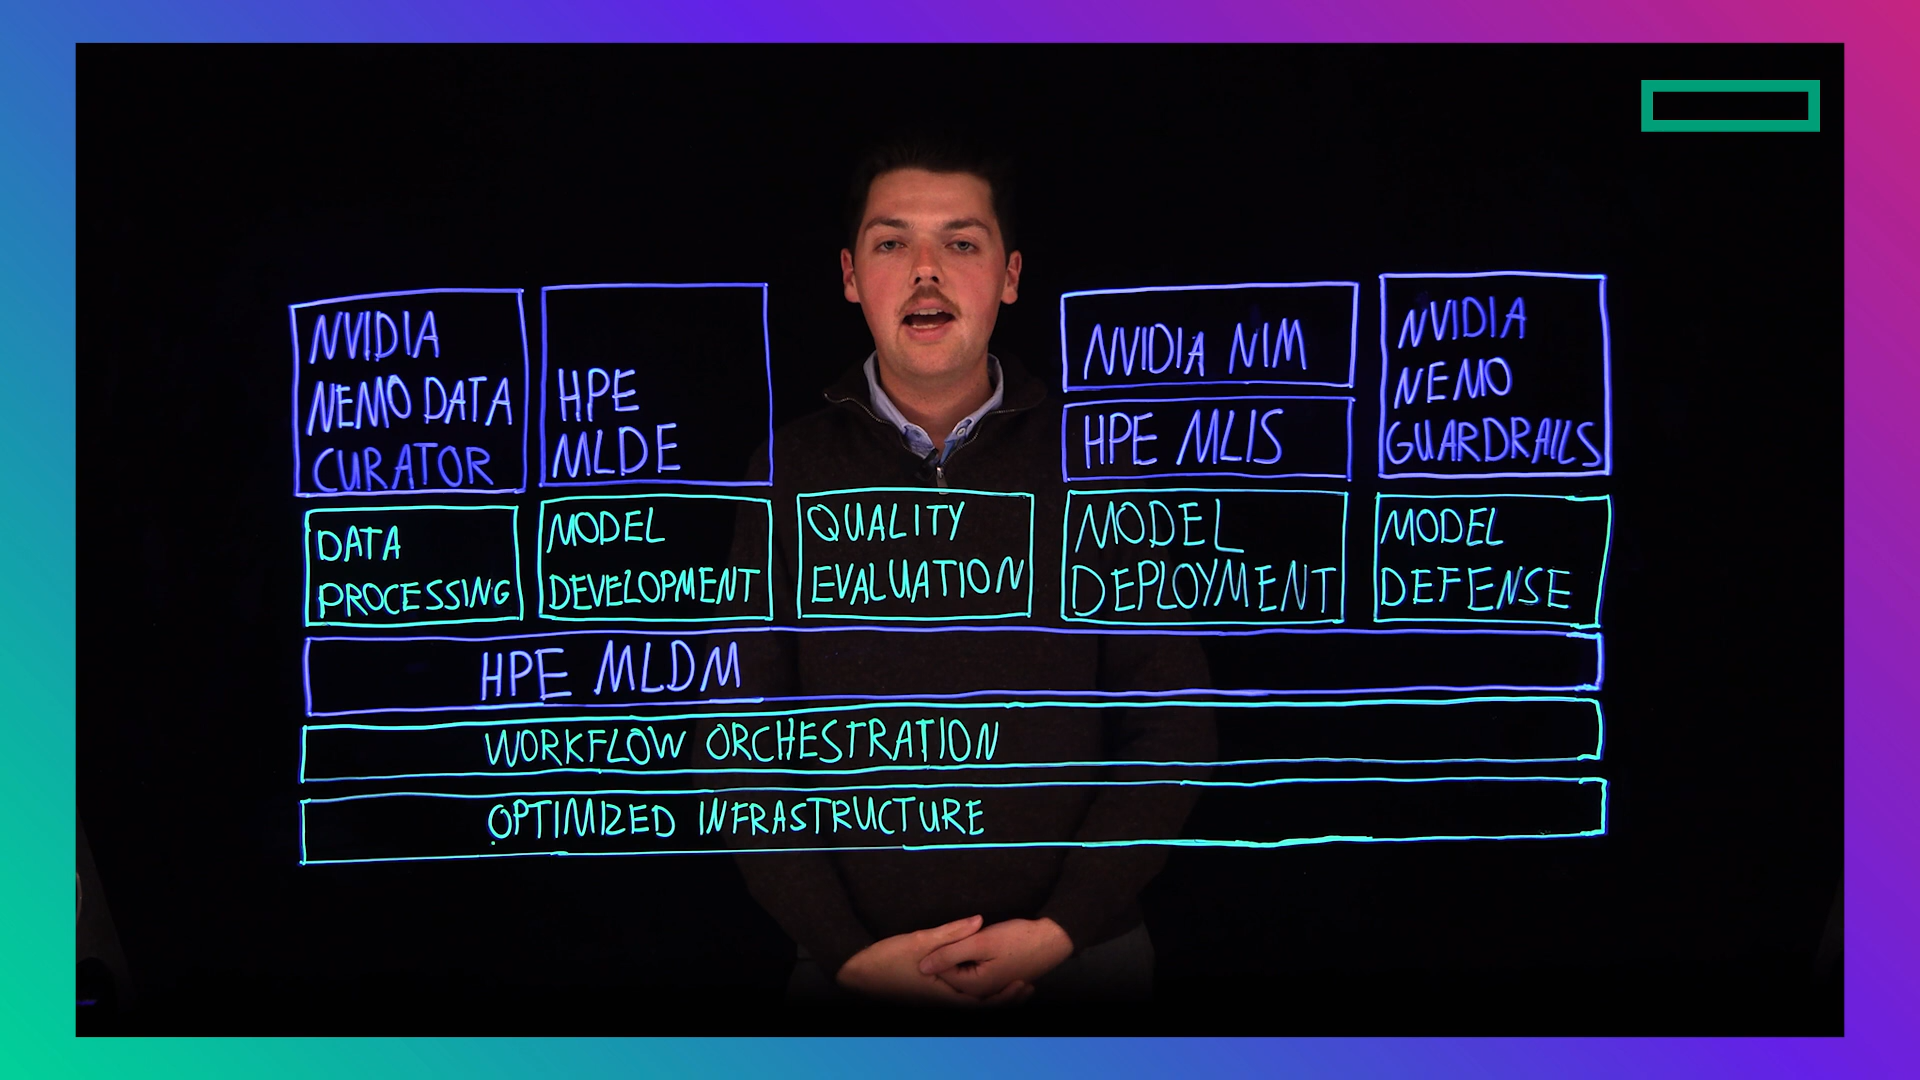 NVIDIA
NEMO DATA
CURATOR
HPE
MLDE
NVIDIA NIM
HPE MLIS
NVIDIA
NEMO
GUARDRAILS
DATA
PROCESSING
MODEL
DEVELOPMENT
QUALITY
EVALUATION
MODEL
DEPLOYMENT
MODEL
DEFENSE
HPE MLDM
WORKFLOW ORCHESTRATION
OPTIMIZED INFRASTRUCTURE